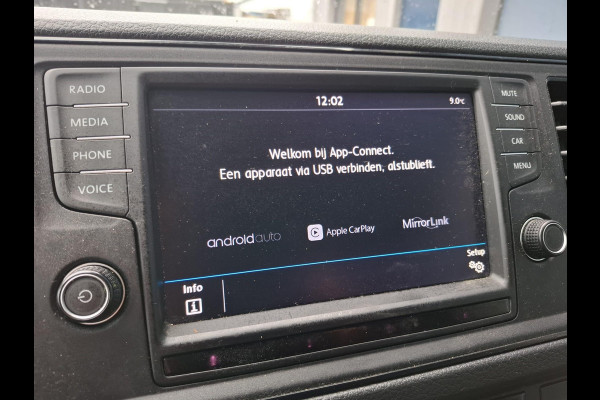 RADIO
MEDIA
PHONE
VOICE
12:02
9.0°C
Welkom bij App-Connect.
Een apparaat via USB verbinden, alstublieft.
androidauto
Apple CarPlay
MirrorLink
Setup
Info
MUTE
SOUND
CAR
MENU